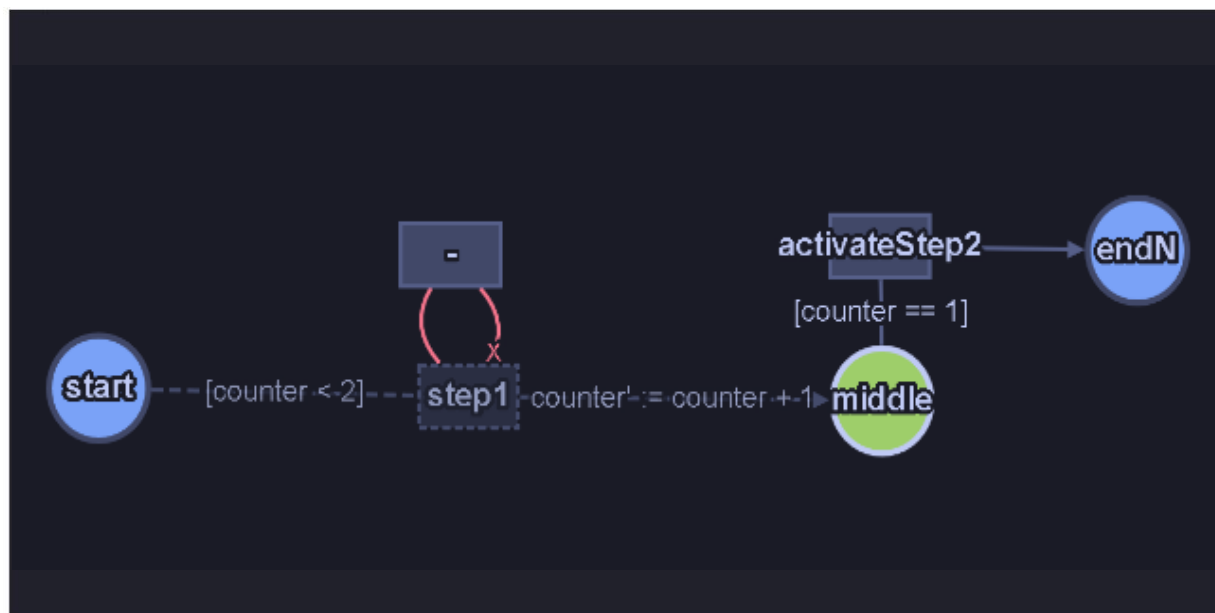 -
activateStep2
endN
[counter == 1]
start
[counter < 2]
step1
counter' := counter + 1
middle
x